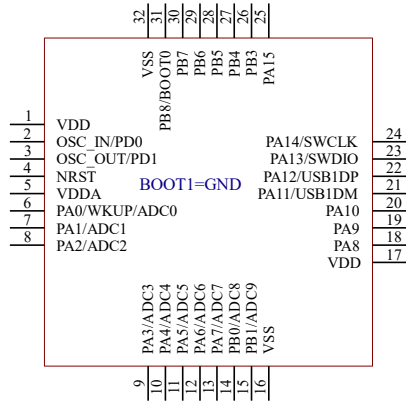 32 31 30 29 28 27 26 25
VSS
PB8/BOOT0
PB7
PB6
PB5
PB4
PB3
PA15
1 VDD
2 OSC_IN/PD0
3 OSC_OUT/PD1
4 NRST
5 VDDA
6 PA0/WKUP/ADC0
7 PA1/ADC1
8 PA2/ADC2
BOOT1=GND
PA14/SWCLK 24
PA13/SWDIO 23
PA12/USB1DP 22
PA11/USB1DM 21
PA10 20
PA9 19
PA8 18
VDD 17
PA3/ADC3
PA4/ADC4
PA5/ADC5
PA6/ADC6
PA7/ADC7
PB0/ADC8
PB1/ADC9
VSS
9 10 11 12 13 14 15 16